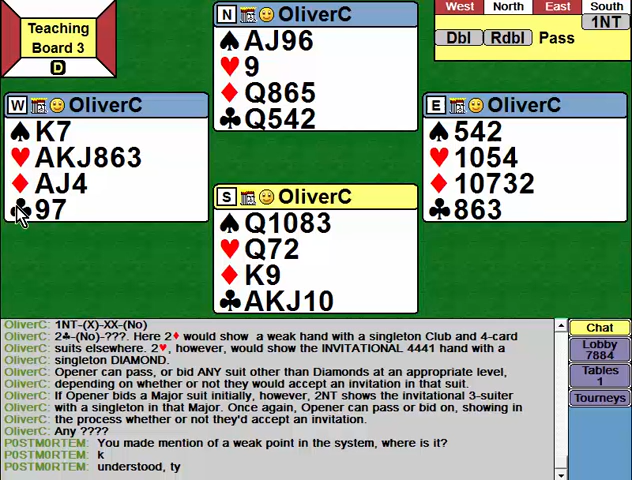 Teaching
Board 3
D
N OliverC
♠ AJ96
♥ 9
♦ Q865
♣ Q542
West North East South
1NT
Dbl Rdbl Pass
W OliverC
♠ K7
♥ AKJ863
♦ AJ4
♣ 97
E OliverC
♠ 542
♥ 1054
♦ 10732
♣ 863
S OliverC
♠ Q1083
♥ Q72
♦ K9
♣ AKJ10
OliverC: 1NT-(X)-XX-(No)
OliverC: 2♣-(No)-???. Here 2♦ would show a weak hand with a singleton Club and 4-card
OliverC: suits elsewhere. 2♥, however, would show the INVITATIONAL 4441 hand with a
OliverC: singleton DIAMOND.
OliverC: Opener can pass, or bid ANY suit other than Diamonds at an appropriate level,
OliverC: depending on whether or not they would accept an invitation in that suit.
OliverC: If Opener bids a Major suit initially, however, 2NT shows the invitational 3-suiter
OliverC: with a singleton in that Major. Once again, Opener can pass or bid on, showing in
OliverC: the process whether or not they'd accept an invitation.
OliverC: Any ????
P0STM0RTEM: You made mention of a weak point in the system, where is it?
P0STM0RTEM: k
P0STM0RTEM: understood, ty
Chat
Lobby
7884
Tables
1
Tourneys